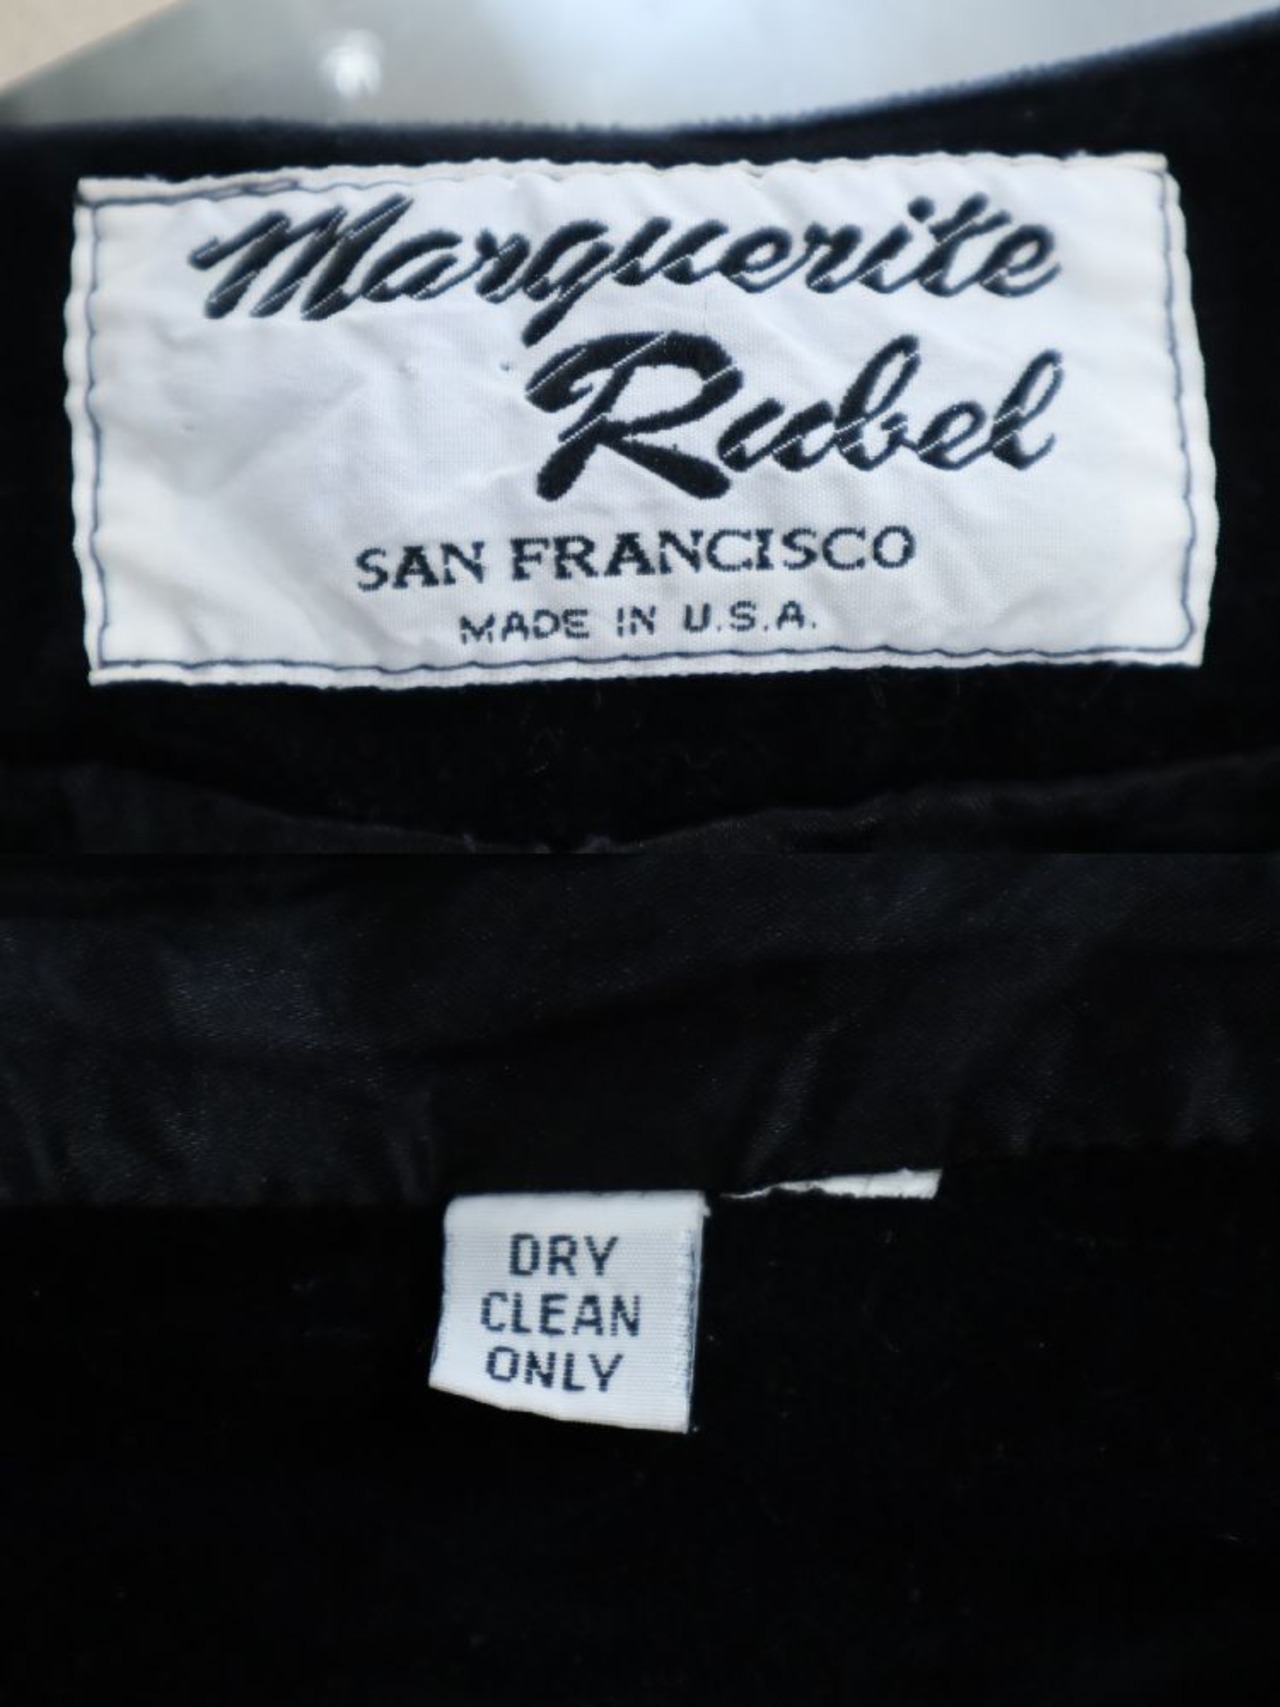 Marguerite
Rubel
SAN FRANCISCO
MADE IN U.S.A.
DRY
CLEAN
ONLY